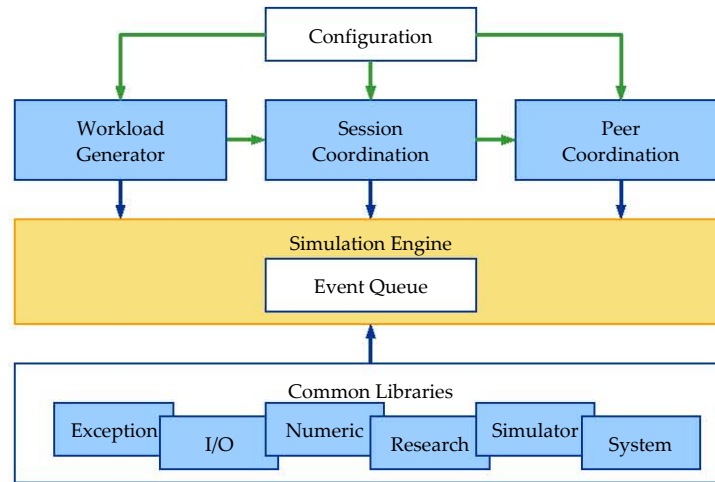 Configuration
Workload
Generator
Session
Coordination
Peer
Coordination
Simulation Engine
Event Queue
Common Libraries
Exception
I/O
Numeric
Research
Simulator
System